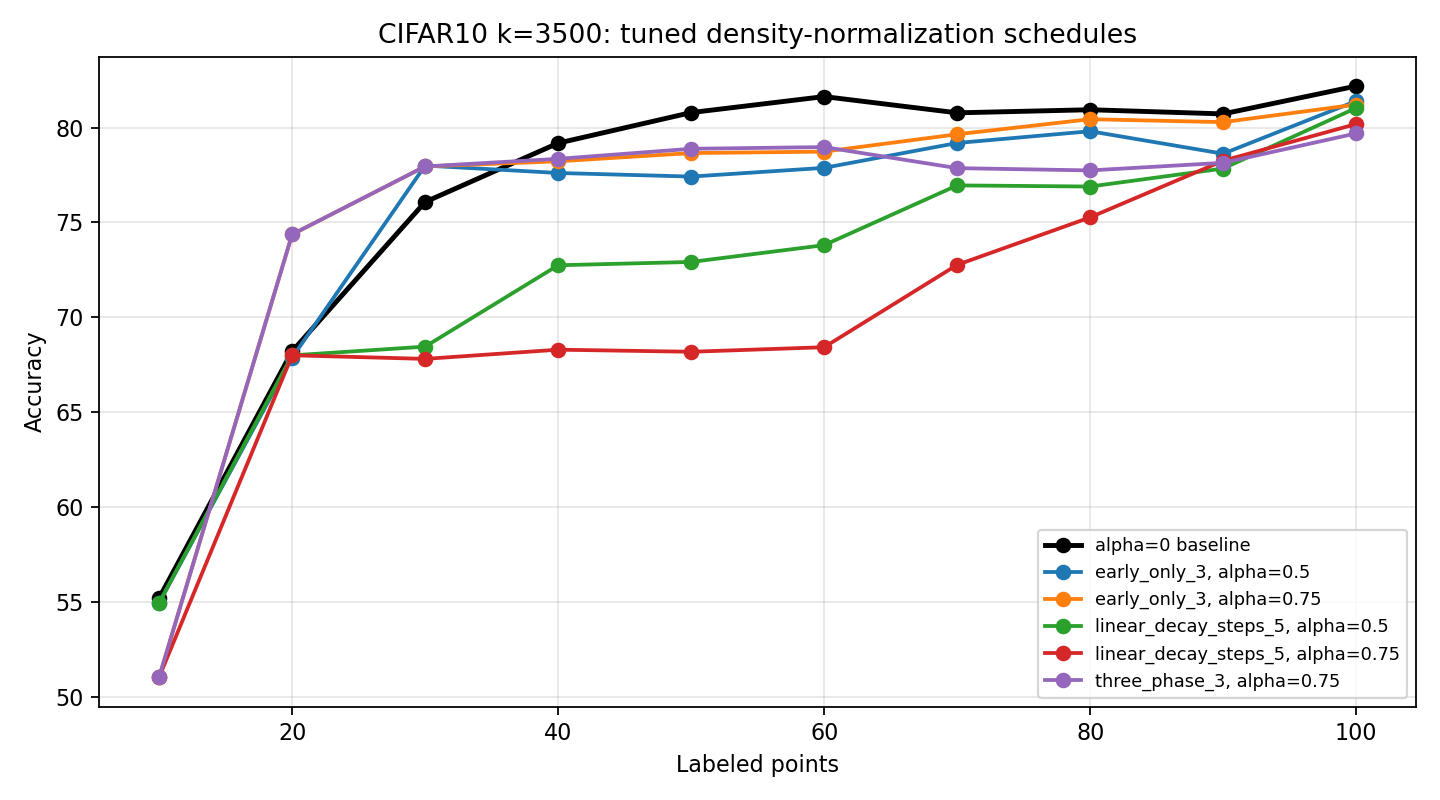 CIFAR10 k=3500: tuned density-normalization schedules
Accuracy
80
75
70
65
60
55
50
20 40 60 80 100
Labeled points
alpha=0 baseline
early_only_3, alpha=0.5
early_only_3, alpha=0.75
linear_decay_steps_5, alpha=0.5
linear_decay_steps_5, alpha=0.75
three_phase_3, alpha=0.75